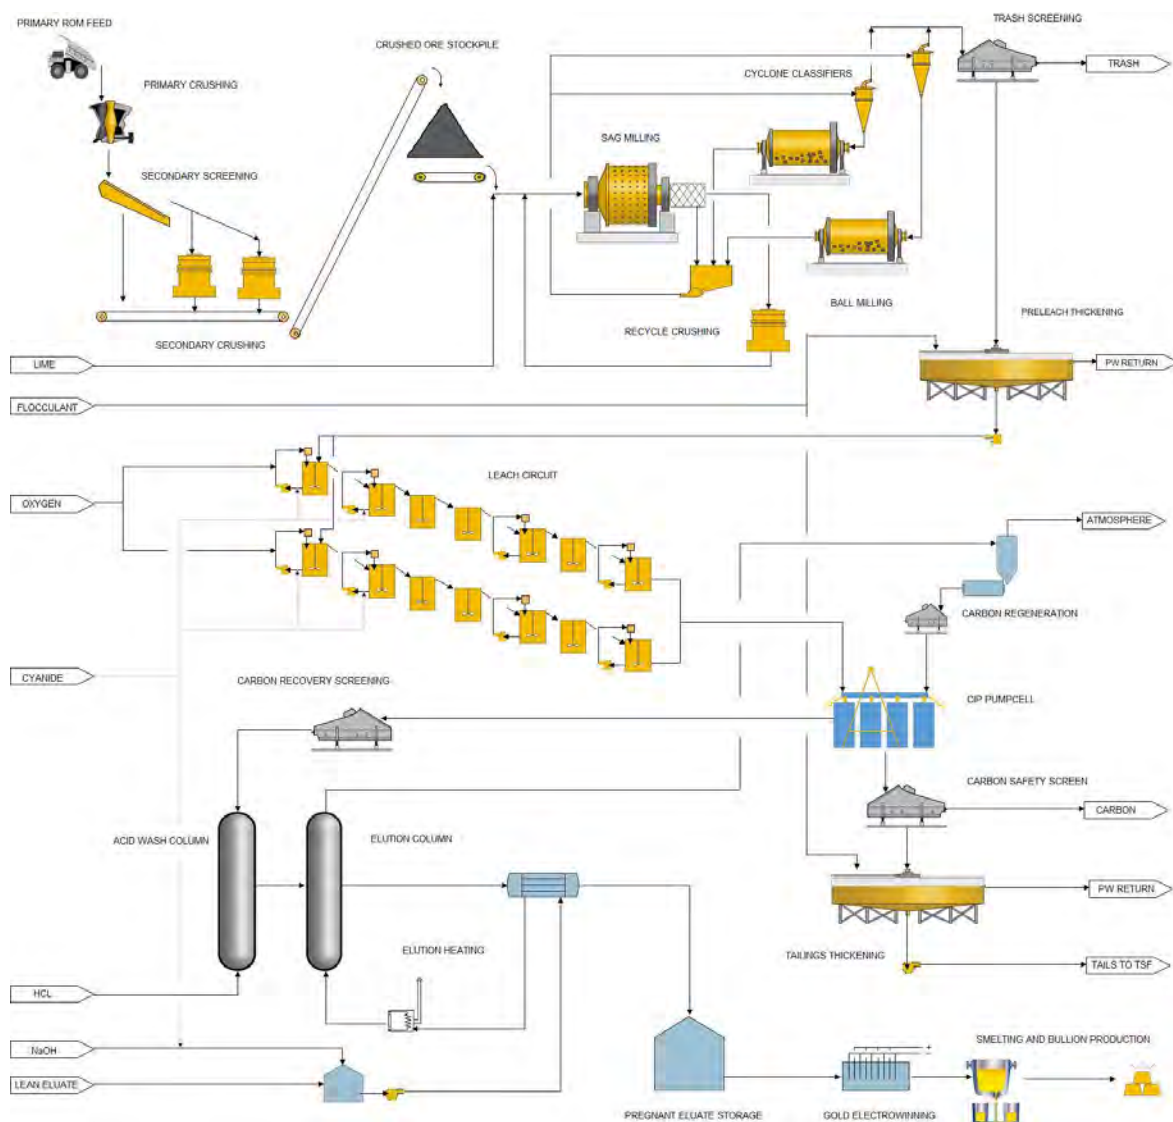 PRIMARY ROM FEED
TRASH SCREENING
CRUSHED ORE STOCKPILE
TRASH
PRIMARY CRUSHING
CYCLONE CLASSIFIERS
SAG MILLING
SECONDARY SCREENING
BALL MILLING
PRELEACH THICKENING
RECYCLE CRUSHING
SECONDARY CRUSHING
LIME
PW RETURN
FLOCCULANT
LEACH CIRCUIT
OXYGEN
ATMOSPHERE
CARBON REGENERATION
CYANIDE
CARBON RECOVERY SCREENING
CIP PUMPCELL
CARBON SAFETY SCREEN
CARBON
ACID WASH COLUMN
ELUTION COLUMN
PW RETURN
ELUTION HEATING
TAILINGS THICKENING
TAILS TO TSF
HCL
SMELTING AND BULLION PRODUCTION
NaOH
LEAN ELUATE
PREGNANT ELUATE STORAGE
GOLD ELECTROWINNING